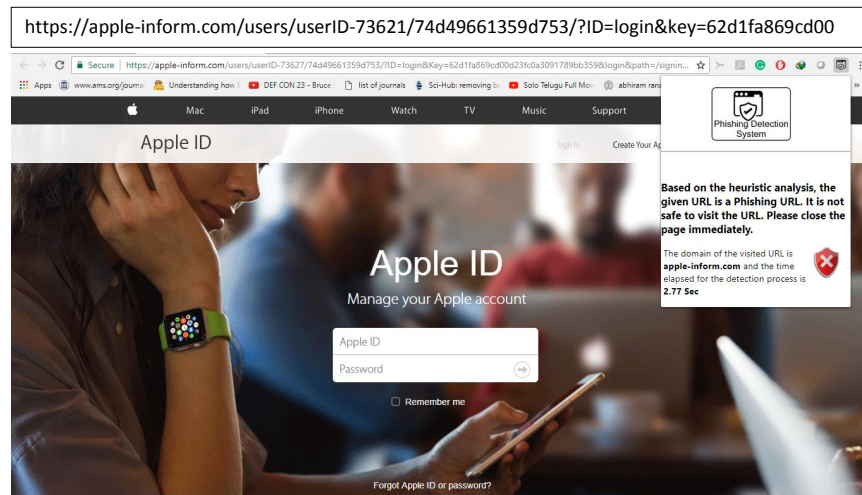 https://apple-inform.com/users/userID-73621/74d49661359d753/?ID=login&key=62d1fa869cd00
Secure | https://apple-inform.com/users/userID-73627/74d49661359d753/?ID=login&Key=62d1fa869cd00d23fc0a3091789bb359&login&path=/signin...
Apps www.ams.org/journal Understanding how DEF CON 23 - Bruce list of journals Sci-Hub: removing b Solo Telugu Full Mov abhiram rana
Mac iPad iPhone Watch TV Music Support
Apple ID Sign In Create Your Ap
Phishing Detection
System
Based on the heuristic analysis, the
given URL is a Phishing URL. It is not
safe to visit the URL. Please close the
page immediately.
The domain of the visited URL is
apple-inform.com and the time
elapsed for the detection process is
2.77 Sec
Apple ID
Manage your Apple account
Apple ID
Password
Remember me
Forgot Apple ID or password?